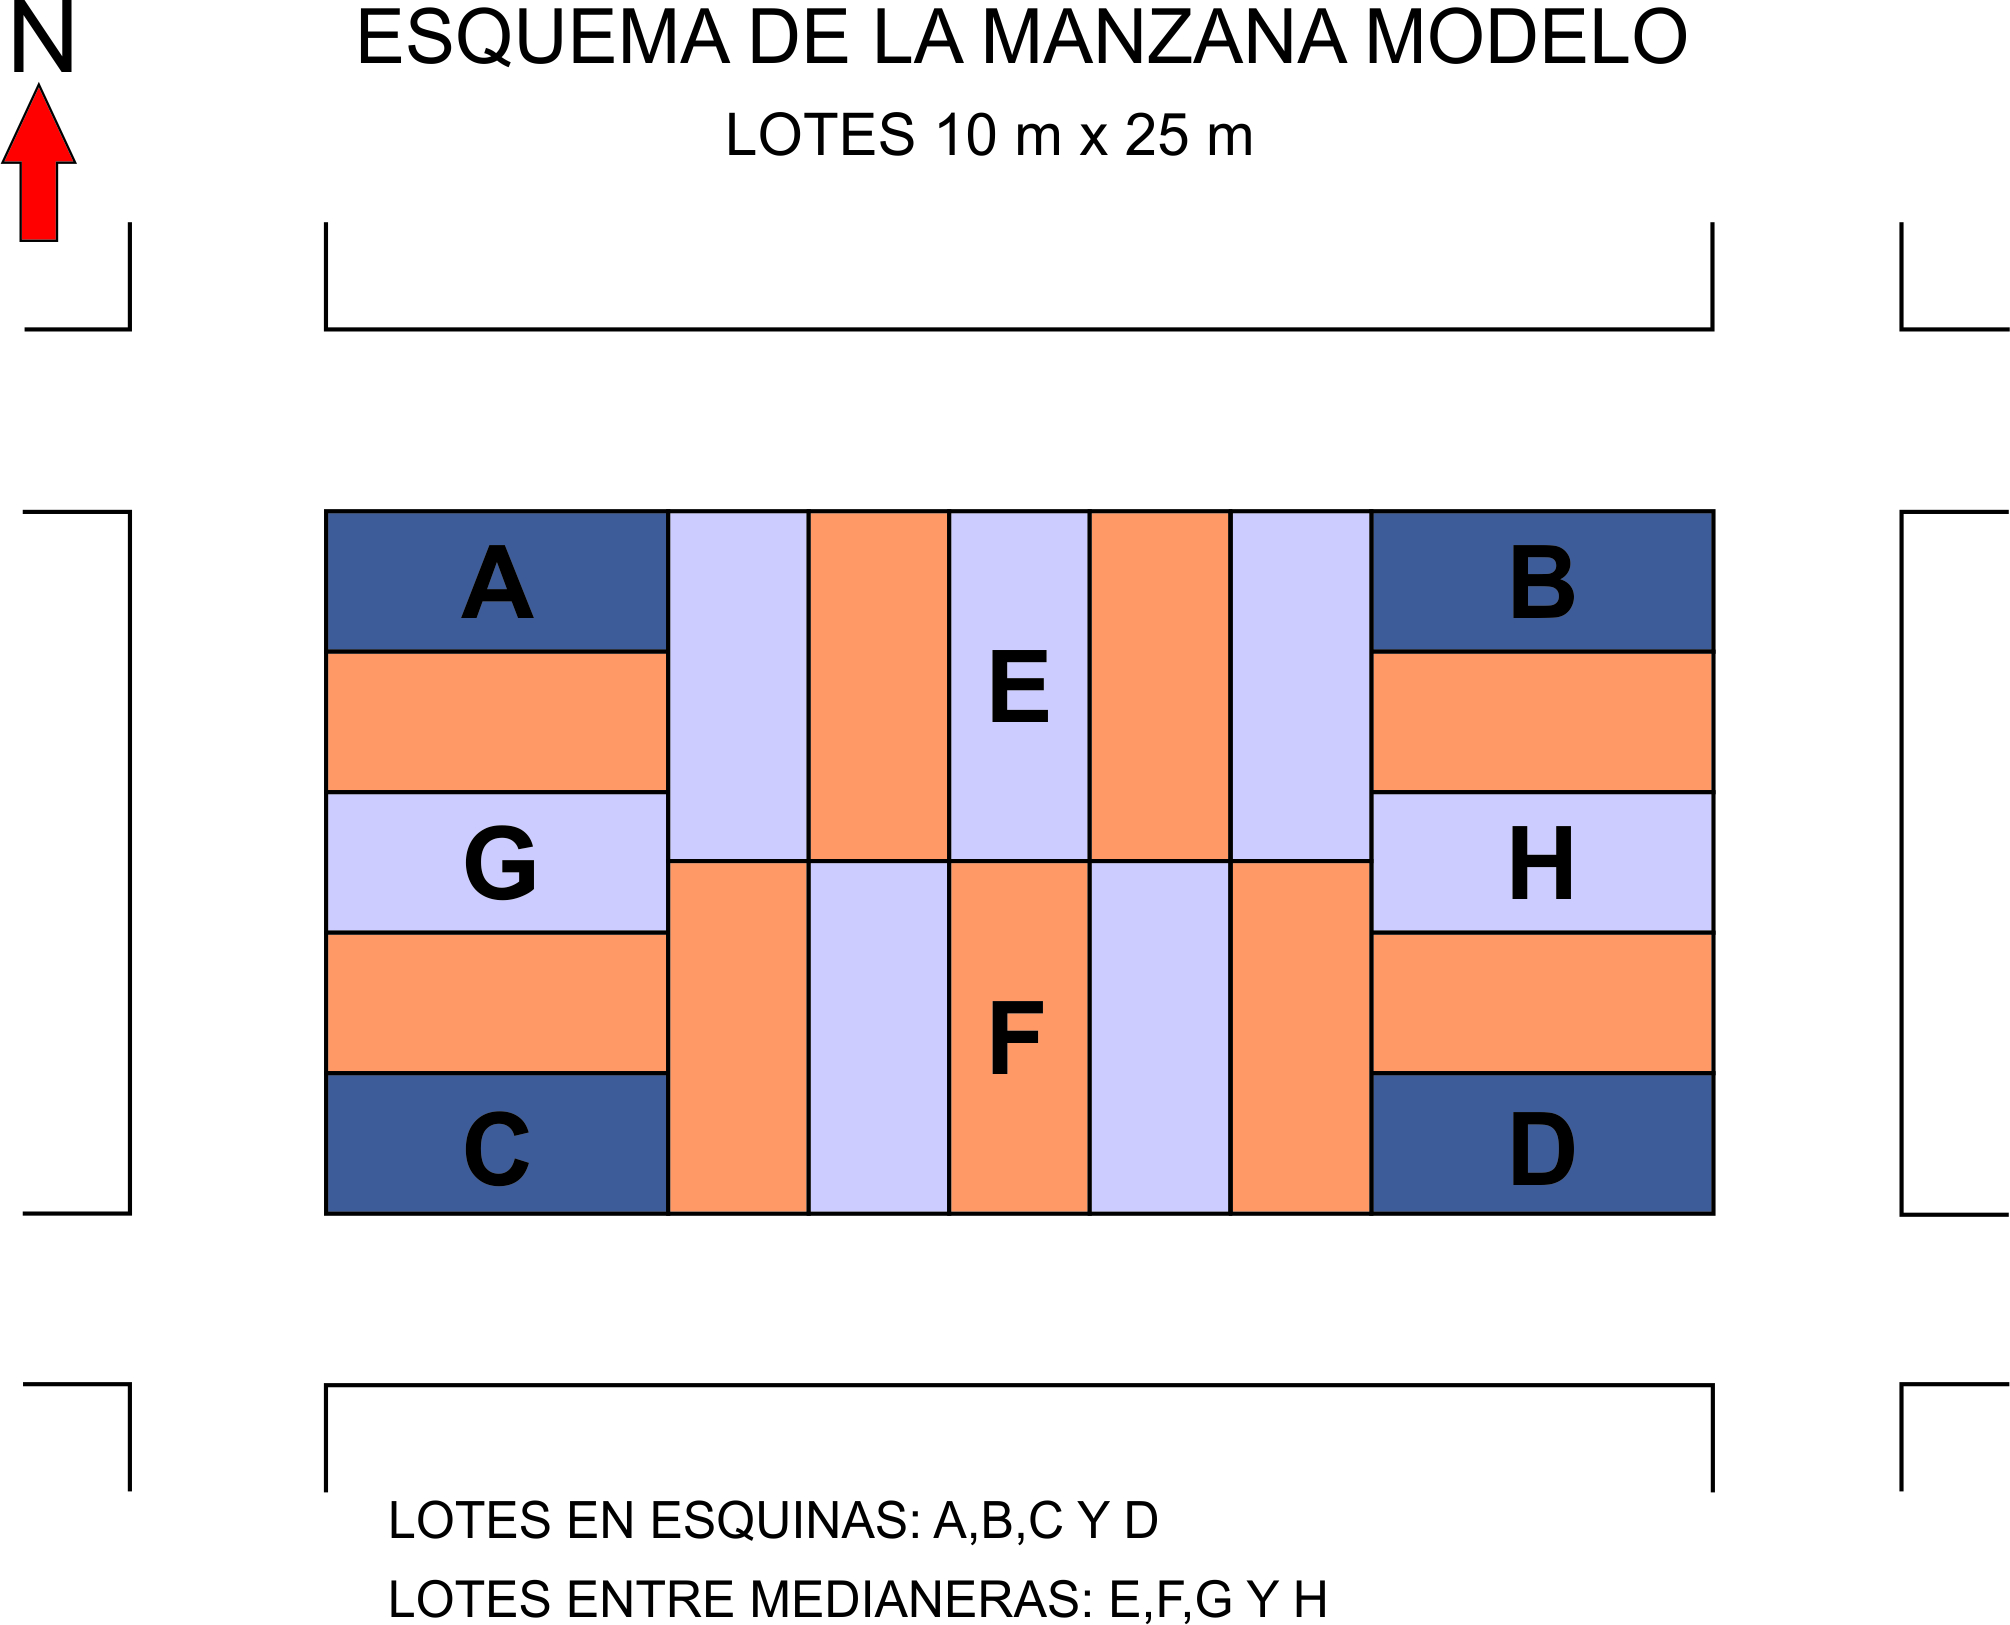 N
ESQUEMA DE LA MANZANA MODELO
LOTES 10 m x 25 m
A
B
E
G
H
F
C
D
LOTES EN ESQUINAS: A,B,C Y D
LOTES ENTRE MEDIANERAS: E,F,G Y H